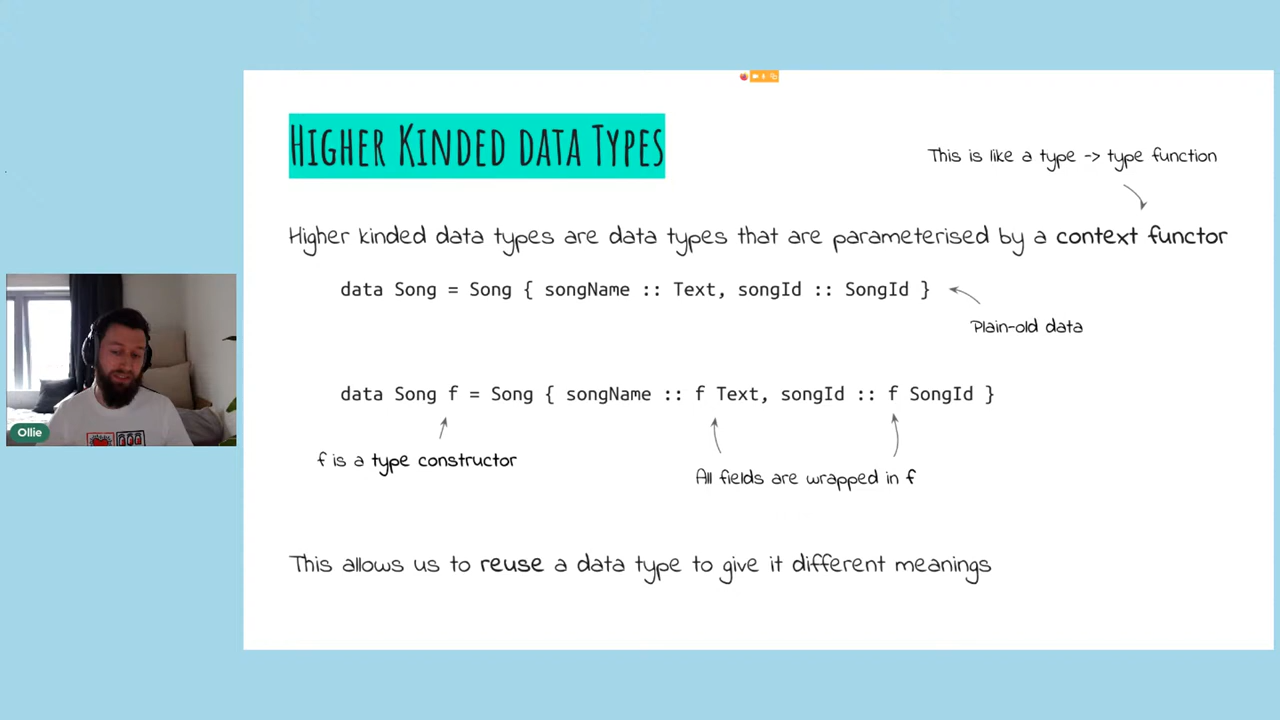 Higher Kinded data Types
This is like a type -> type function
Higher kinded data types are data types that are parameterised by a context functor
data Song = Song { songName :: Text, songId :: SongId }
Plain-old data
data Song f = Song { songName :: f Text, songId :: f SongId }
f is a type constructor
All fields are wrapped in f
This allows us to reuse a data type to give it different meanings
Ollie